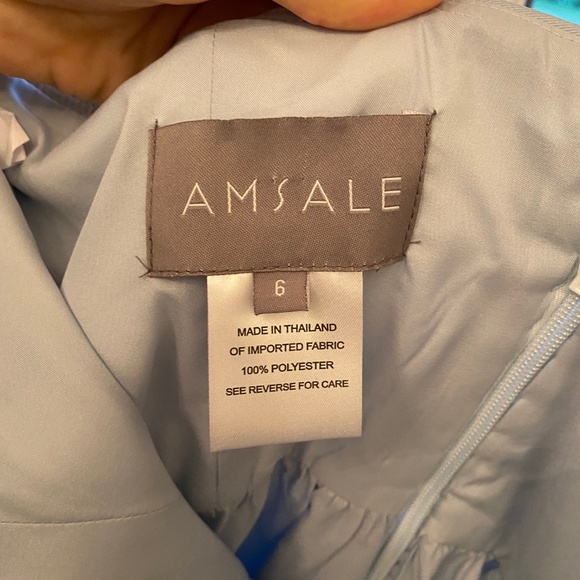 AMSALE
6
MADE IN THAILAND
OF IMPORTED FABRIC
100% POLYESTER
SEE REVERSE FOR CARE